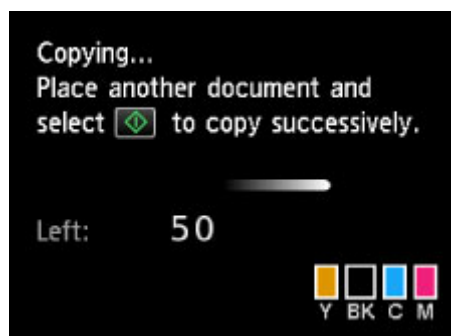 Copying...
Place another document and
select to copy successively.
Left: 50
Y BK C M